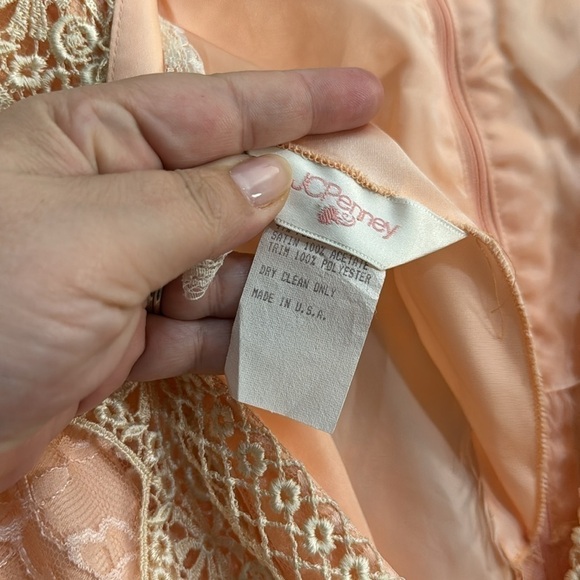 JCPenney
SATIN 100% ACETATE
TRIM 100% POLYESTER
DRY CLEAN ONLY
MADE IN U.S.A.